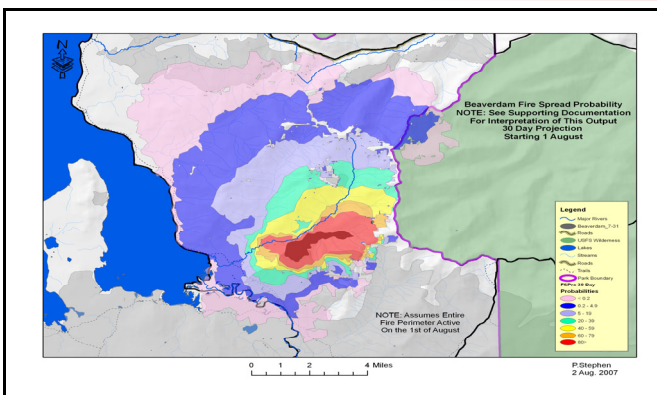 N
Beaverdam Fire Spread Probability
NOTE: See Supporting Documentation
For Interpretation of This Output
30 Day Projection
Starting 1 August
Legend
Major Rivers
Beaverdam_7-31
Roads
USFS Wilderness
Lakes
Streams
Roads
Trails
Park Boundary
Probabilities
< 0.2
0.2 - 4.9
5 - 19
20 - 39
40 - 59
60 - 79
80+
NOTE: Assumes Entire
Fire Perimeter Active
On the 1st of August
0 1 2 4 Miles
P.Stephen
2 Aug. 2007